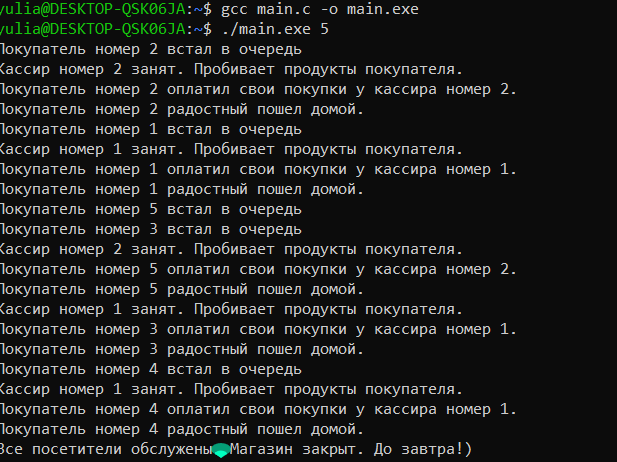 yulia@DESKTOP-QSK06JA:~$ gcc main.c -o main.exe
yulia@DESKTOP-QSK06JA:~$ ./main.exe 5
Покупатель номер 2 встал в очередь
Кассир номер 2 занят. Пробивает продукты покупателя.
Покупатель номер 2 оплатил свои покупки у кассира номер 2.
Покупатель номер 2 радостный пошел домой.
Покупатель номер 1 встал в очередь
Кассир номер 1 занят. Пробивает продукты покупателя.
Покупатель номер 1 оплатил свои покупки у кассира номер 1.
Покупатель номер 1 радостный пошел домой.
Покупатель номер 5 встал в очередь
Покупатель номер 3 встал в очередь
Кассир номер 2 занят. Пробивает продукты покупателя.
Покупатель номер 5 оплатил свои покупки у кассира номер 2.
Покупатель номер 5 радостный пошел домой.
Кассир номер 1 занят. Пробивает продукты покупателя.
Покупатель номер 3 оплатил свои покупки у кассира номер 1.
Покупатель номер 3 радостный пошел домой.
Покупатель номер 4 встал в очередь
Кассир номер 1 занят. Пробивает продукты покупателя.
Покупатель номер 4 оплатил свои покупки у кассира номер 1.
Покупатель номер 4 радостный пошел домой.
Все посетители обслужены Магазин закрыт. До завтра!)